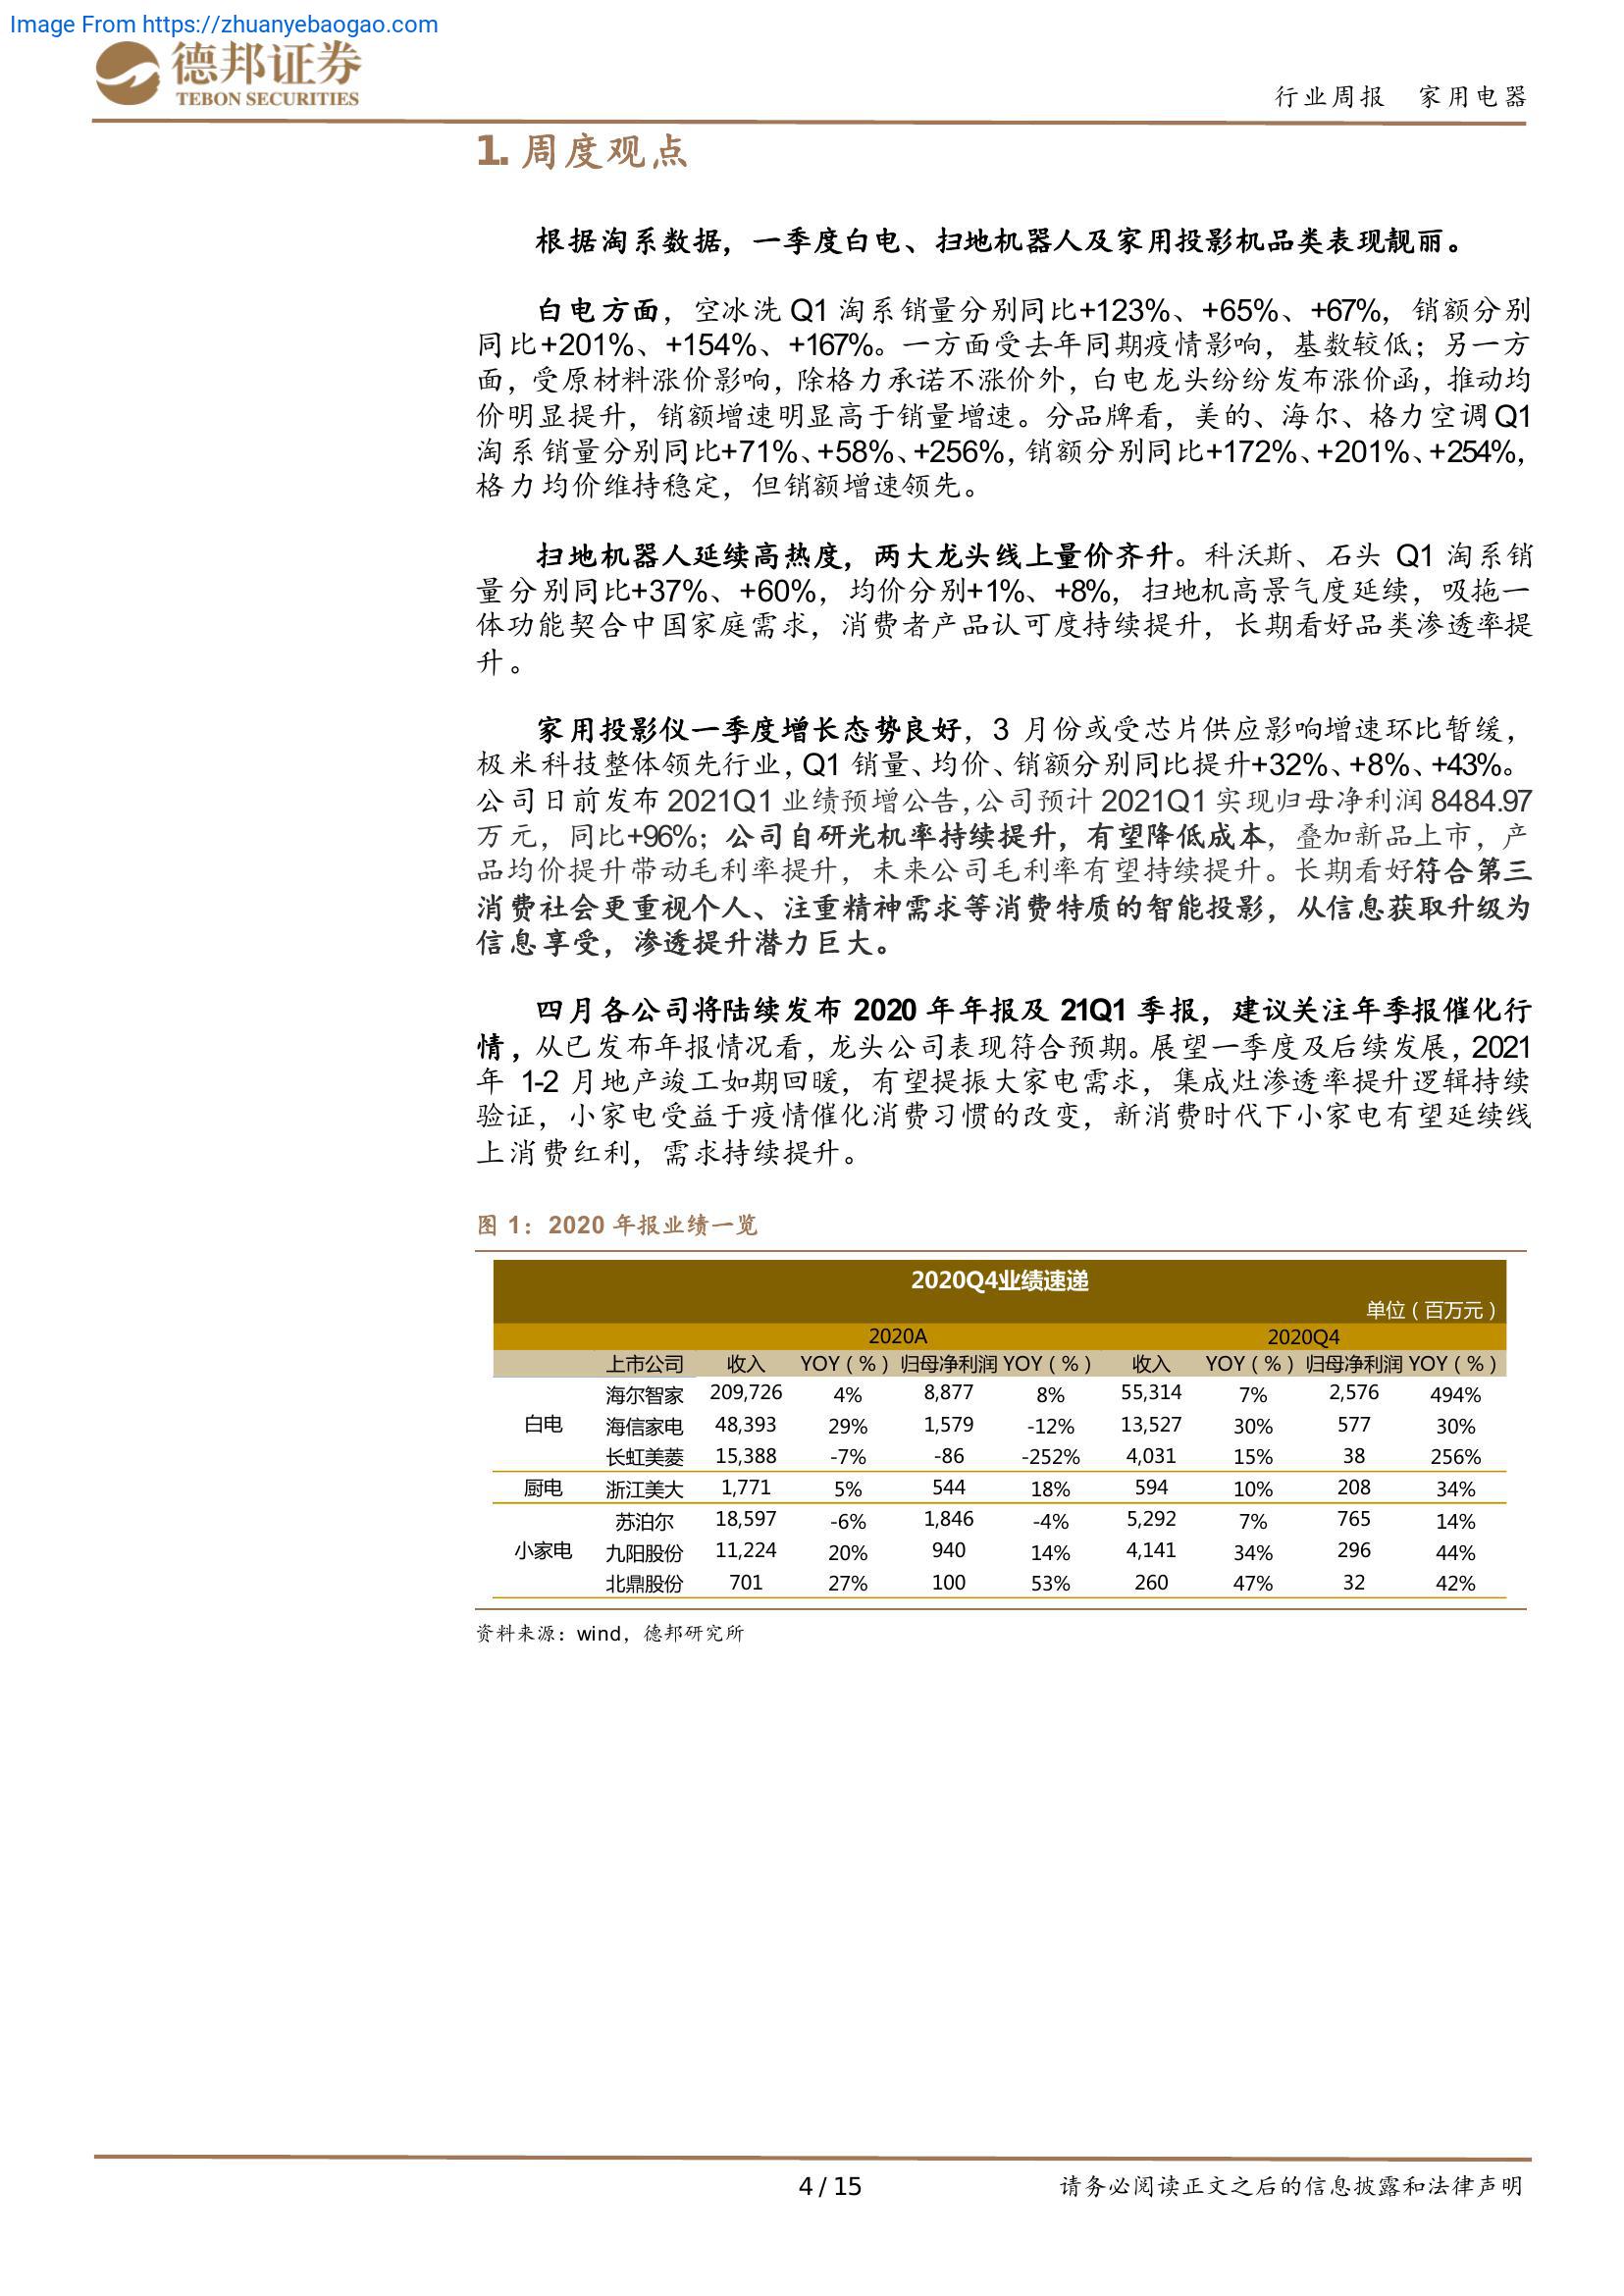 Image From https://zhuanyebaogao.com
德邦证券
TEBON SECURITIES
行业周报 家用电器
1. 周度观点
根据淘系数据，一季度白电、扫地机器人及家用投影机品类表现靓丽。
白电方面，空冰洗 Q1 淘系销量分别同比+123%、+65%、+67%，销额分别
同比+201%、+154%、+167%。一方面受去年同期疫情影响，基数较低；另一方
面，受原材料涨价影响，除格力承诺不涨价外，白电龙头纷纷发布涨价函，推动均
价明显提升，销额增速明显高于销量增速。分品牌看，美的、海尔、格力空调 Q1
淘系销量分别同比+71%、+58%、+256%，销额分别同比+172%、+201%、+254%，
格力均价维持稳定，但销额增速领先。
扫地机器人延续高热度，两大龙头线上量价齐升。科沃斯、石头 Q1 淘系销
量分别同比+37%、+60%，均价分别+1%、+8%，扫地机高景气度延续，吸拖一
体功能契合中国家庭需求，消费者产品认可度持续提升，长期看好品类渗透率提
升。
家用投影仪一季度增长态势良好，3 月份或受芯片供应影响增速环比暂缓，
极米科技整体领先行业，Q1 销量、均价、销额分别同比提升+32%、+8%、+43%。
公司日前发布 2021Q1 业绩预增公告，公司预计 2021Q1 实现归母净利润 8484.97
万元，同比+96%；公司自研光机率持续提升，有望降低成本，叠加新品上市，产
品均价提升带动毛利率提升，未来公司毛利率有望持续提升。长期看好符合第三
消费社会更重视个人、注重精神需求等消费特质的智能投影，从信息获取升级为
信息享受，渗透提升潜力巨大。
四月各公司将陆续发布 2020 年年报及 21Q1 季报，建议关注年季报催化行
情，从已发布年报情况看，龙头公司表现符合预期。展望一季度及后续发展，2021
年 1-2 月地产竣工如期回暖，有望提振大家电需求，集成灶渗透率提升逻辑持续
验证，小家电受益于疫情催化消费习惯的改变，新消费时代下小家电有望延续线
上消费红利，需求持续提升。
图 1：2020 年报业绩一览
2020Q4业绩速递
单位（百万元）
2020A 2020Q4
上市公司 收入 YOY（%） 归母净利润 YOY（%） 收入 YOY（%） 归母净利润 YOY（%）
海尔智家 209,726 4% 8,877 8% 55,314 7% 2,576 494%
白电 海信家电 48,393 29% 1,579 -12% 13,527 30% 577 30%
长虹美菱 15,388 -7% -86 -252% 4,031 15% 38 256%
厨电 浙江美大 1,771 5% 544 18% 594 10% 208 34%
苏泊尔 18,597 -6% 1,846 -4% 5,292 7% 765 14%
小家电 九阳股份 11,224 20% 940 14% 4,141 34% 296 44%
北鼎股份 701 27% 100 53% 260 47% 32 42%
资料来源：wind，德邦研究所
4 / 15 请务必阅读正文之后的信息披露和法律声明